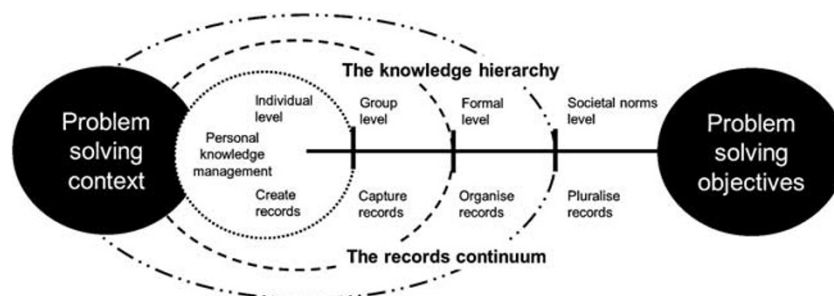 The knowledge hierarchy
Problem
solving
context
Individual
level
Group
level
Formal
level
Societal norms
level
Personal
knowledge
management
Create
records
Capture
records
Organise
records
Pluralise
records
The records continuum
Problem
solving
objectives